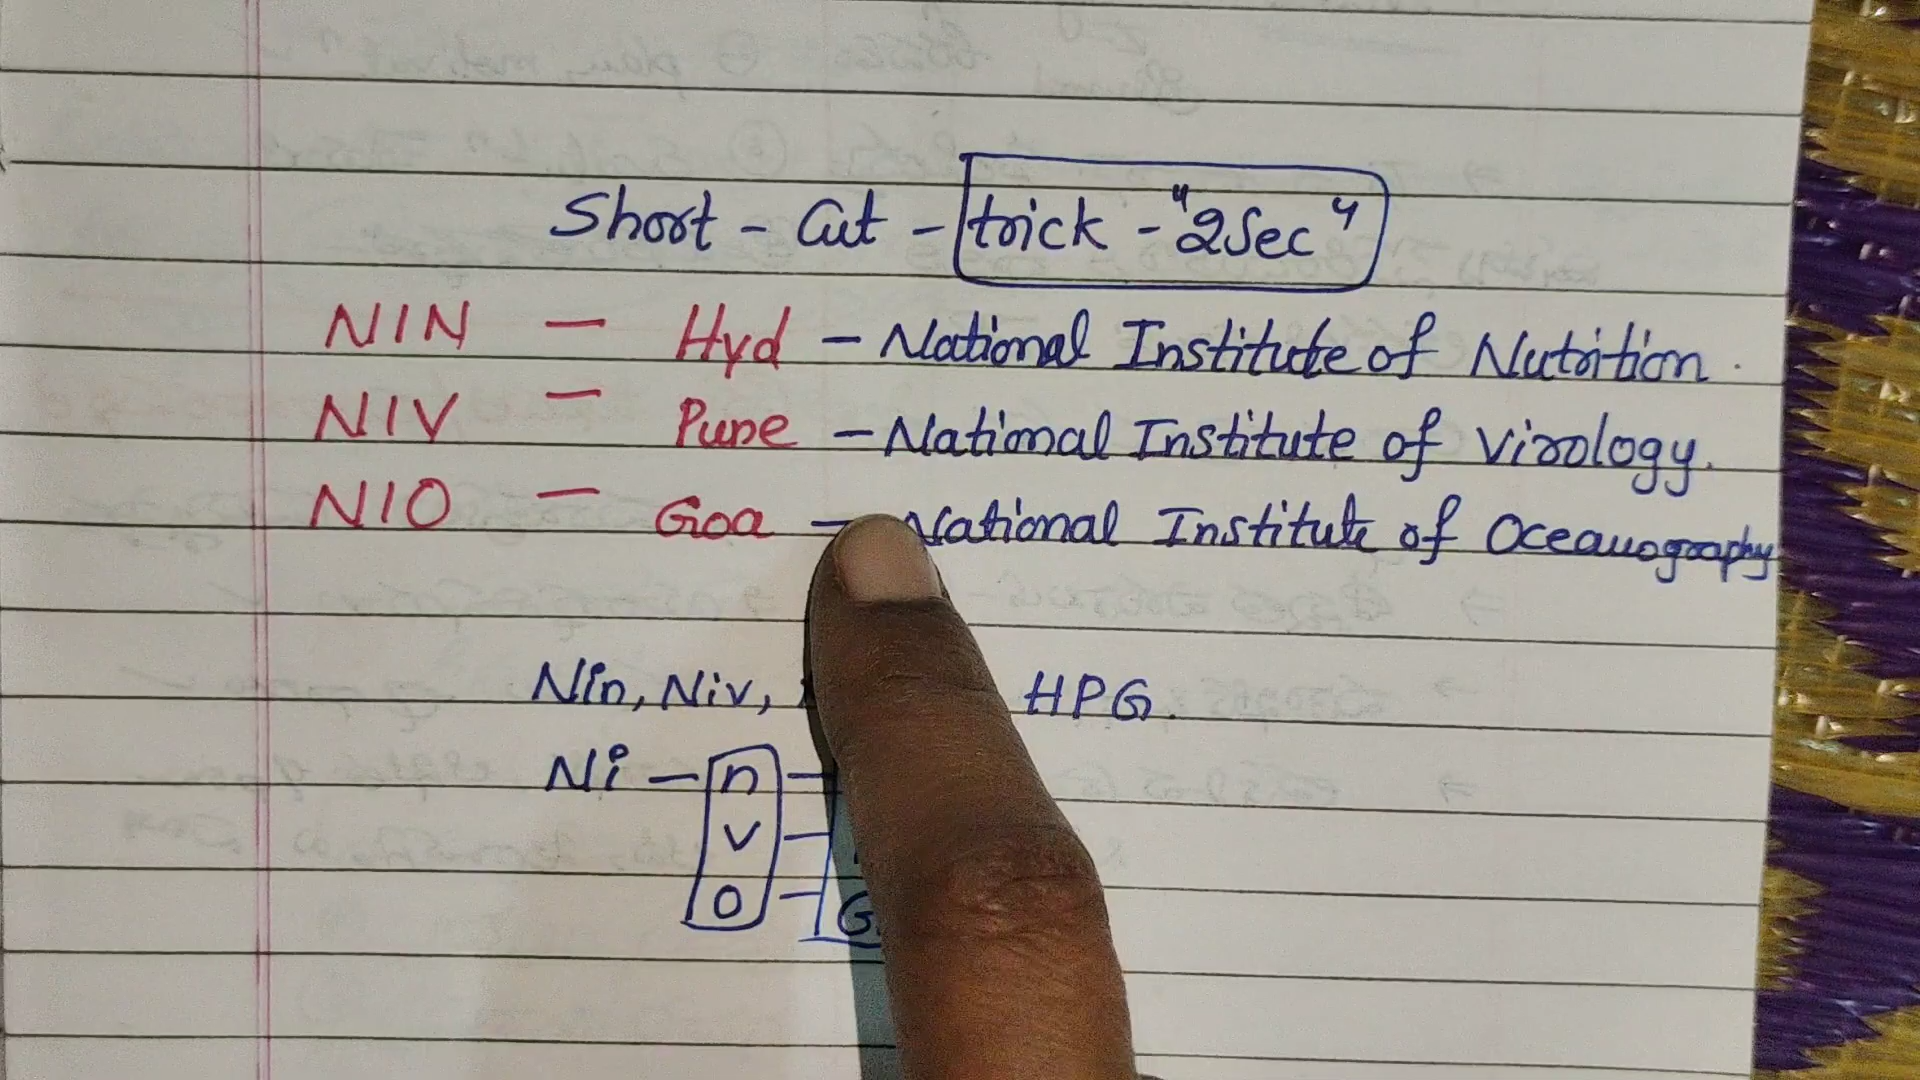 Short - Cut - trick - "2Sec"
NIN - Hyd - National Institute of Nutrition.
NIV - Pune - National Institute of Virology.
NIO - Goa - National Institute of Oceanography
Nin, Niv, HPG.
Ni - n -
v -
o - G